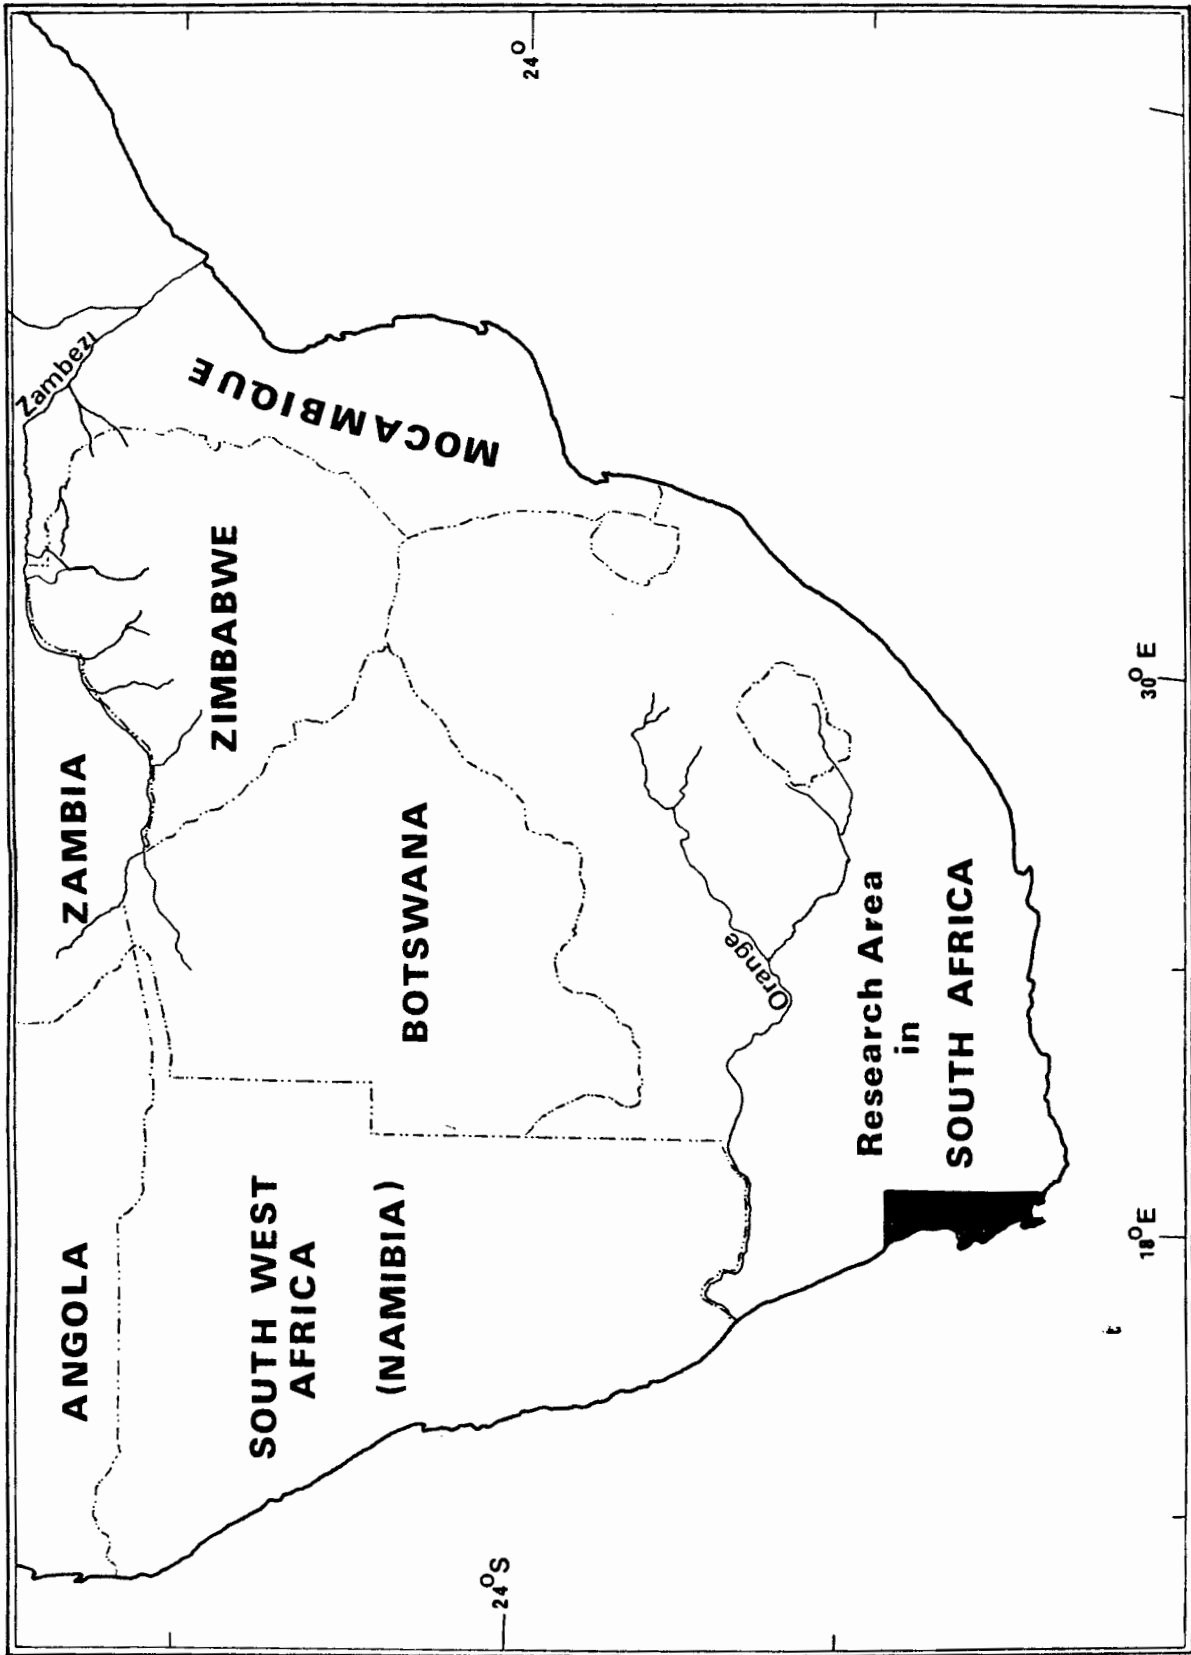 ANGOLA
ZAMBIA
Zambezi
SOUTH WEST
AFRICA
(NAMIBIA)
BOTSWANA
ZIMBABWE
MOCAMBIQUE
24°S
24°
Orange
Research Area
in
SOUTH AFRICA
18°E
30°E